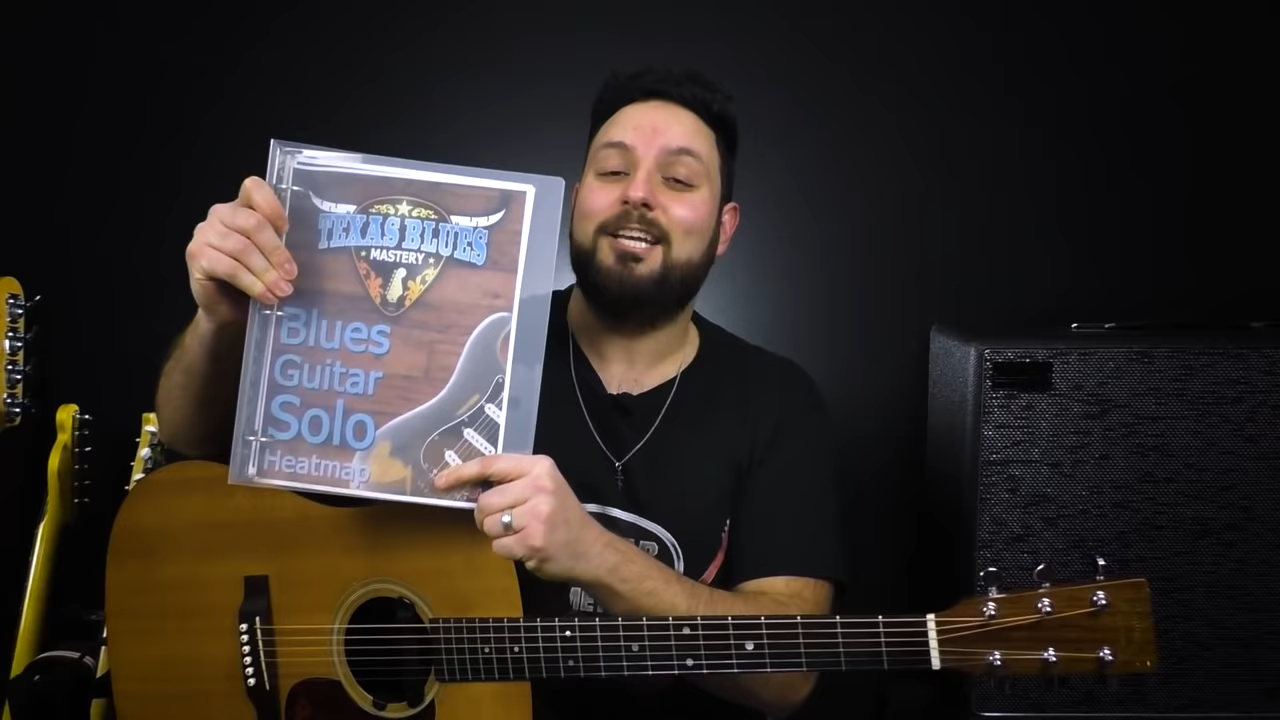 TEXAS BLUES
MASTERY
Blues
Guitar
Solo
Heatmap